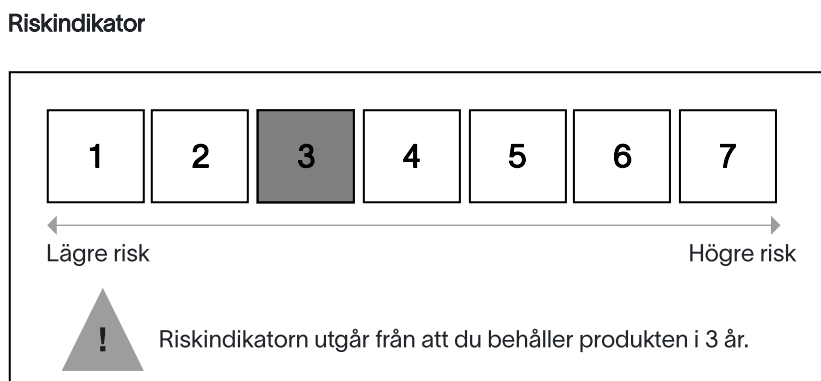 Riskindikator
1 2 3 4 5 6 7
Lägre risk Högre risk
! Riskindikatorn utgår från att du behåller produkten i 3 år.